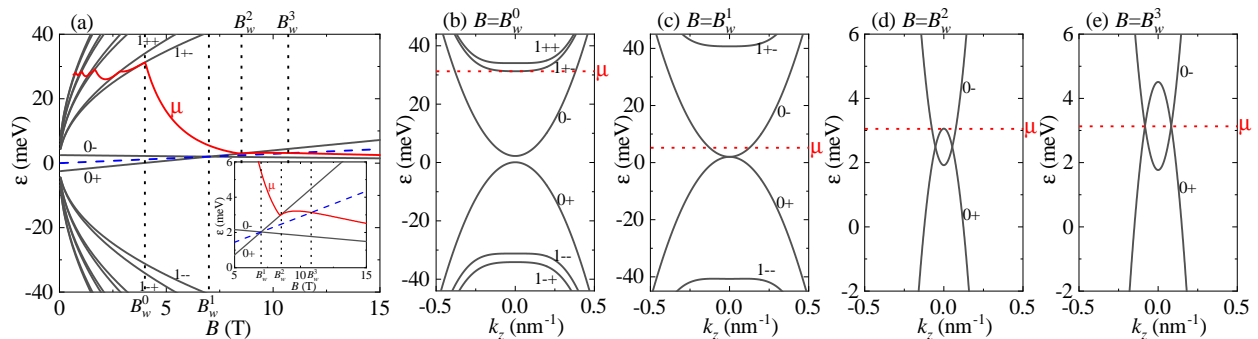 (a)
B_w^2
B_w^3
40
20
0
-20
-40
ε (meV)
1++
1+-
μ
0-
0+
1--
1-+
B_w^0
B_w^1
0
5
10
15
B (T)
6
4
2
0
ε (meV)
μ
0-
0+
5
10
15
B_w^1
B_w^2
B_w^3
B (T)
(b) B=B_w^0
40
20
0
-20
-40
ε (meV)
1++
1+-
μ
0-
0+
1--
1-+
-0.5
0.0
0.5
k_z (nm⁻¹)
(c) B=B_w^1
40
20
0
-20
-40
ε (meV)
1+-
0-
μ
0+
1--
-0.5
0.0
0.5
k_z (nm⁻¹)
(d) B=B_w^2
6
4
2
0
-2
ε (meV)
0-
μ
0+
-0.5
0.0
0.5
k_z (nm⁻¹)
(e) B=B_w^3
6
4
2
0
-2
ε (meV)
0-
μ
0+
-0.5
0.0
0.5
k_z (nm⁻¹)